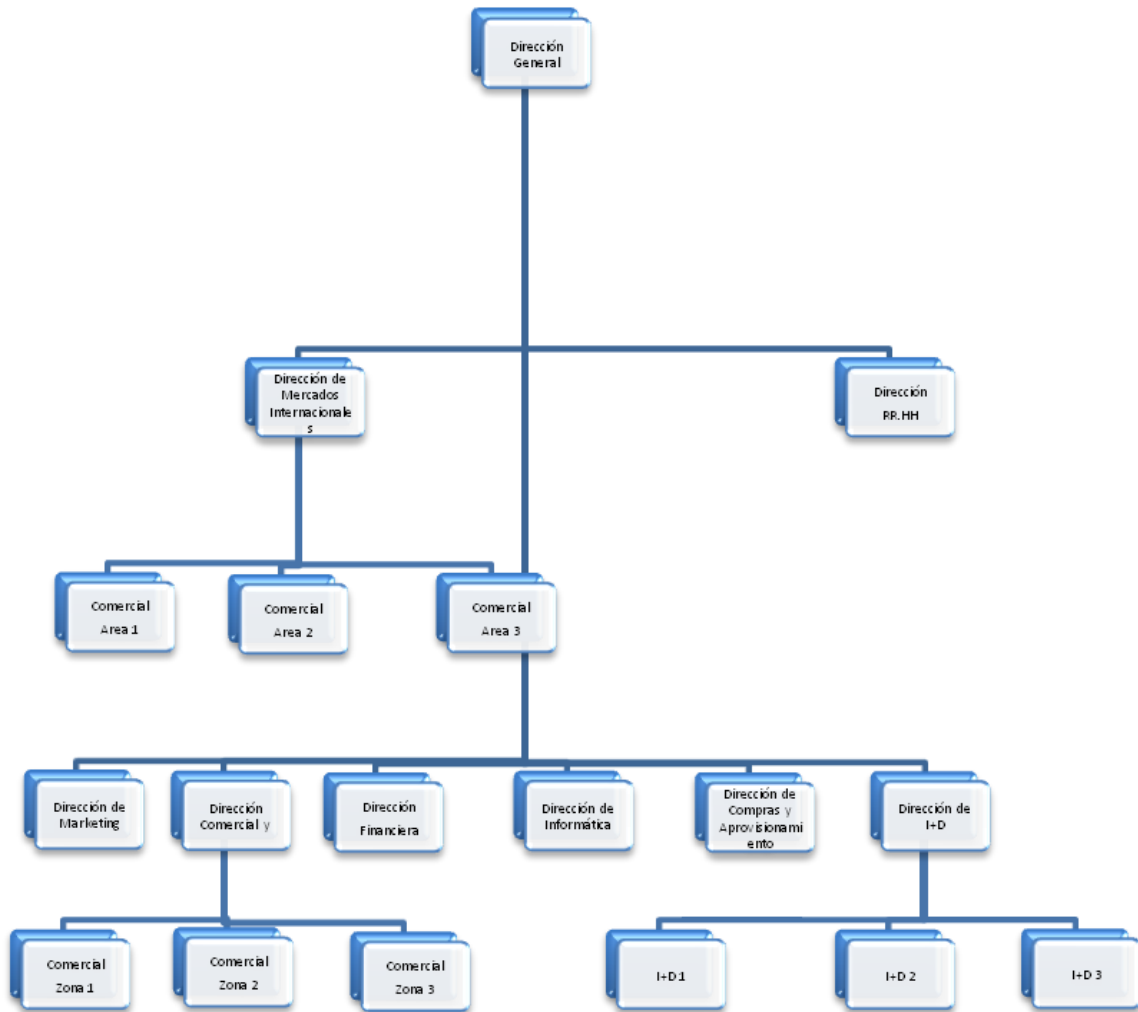 Dirección
General
Dirección de
Mercados
Internacionale
s
Dirección
RR.HH
Comercial
Area 1
Comercial
Area 2
Comercial
Area 3
Dirección de
Marketing
Dirección
Comercial y
Dirección
Financiera
Dirección de
Informática
Dirección de
Compras y
Aprovisionami
ento
Dirección de
I+D
Comercial
Zona 1
Comercial
Zona 2
Comercial
Zona 3
I+D 1
I+D 2
I+D 3